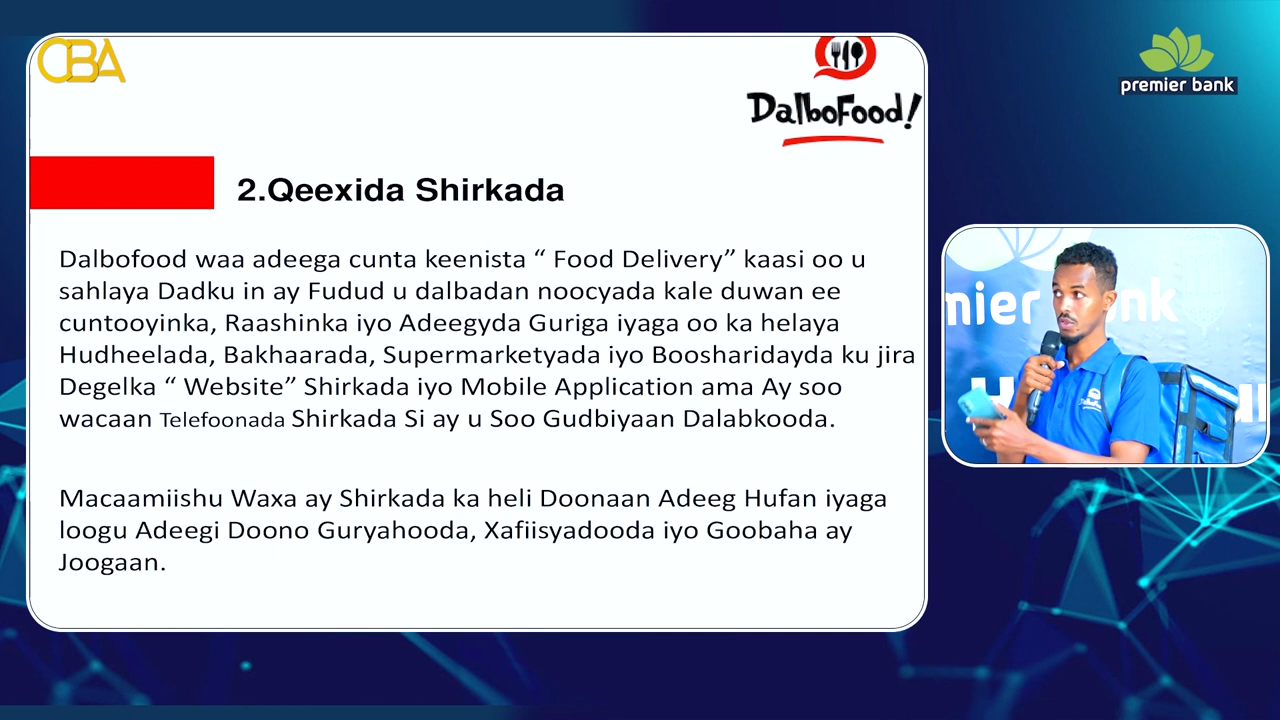 CBA
DalboFood!
premier bank
2.Qeexida Shirkada
Dalbofood waa adeega cunta keenista “ Food Delivery” kaasi oo u
sahlaya Dadku in ay Fudud u dalbadan noocyada kale duwan ee
cuntooyinka, Raashinka iyo Adeegyda Guriga iyaga oo ka helaya
Hudheelada, Bakhaarada, Supermarketyada iyo Boosharidayda ku jira
Degelka “ Website” Shirkada iyo Mobile Application ama Ay soo
wacaan Telefoonada Shirkada Si ay u Soo Gudbiyaan Dalabkooda.
Macaamiishu Waxa ay Shirkada ka heli Doonaan Adeeg Hufan iyaga
loogu Adeegi Doono Guryahooda, Xafiisyadooda iyo Goobaha ay
Joogaan.